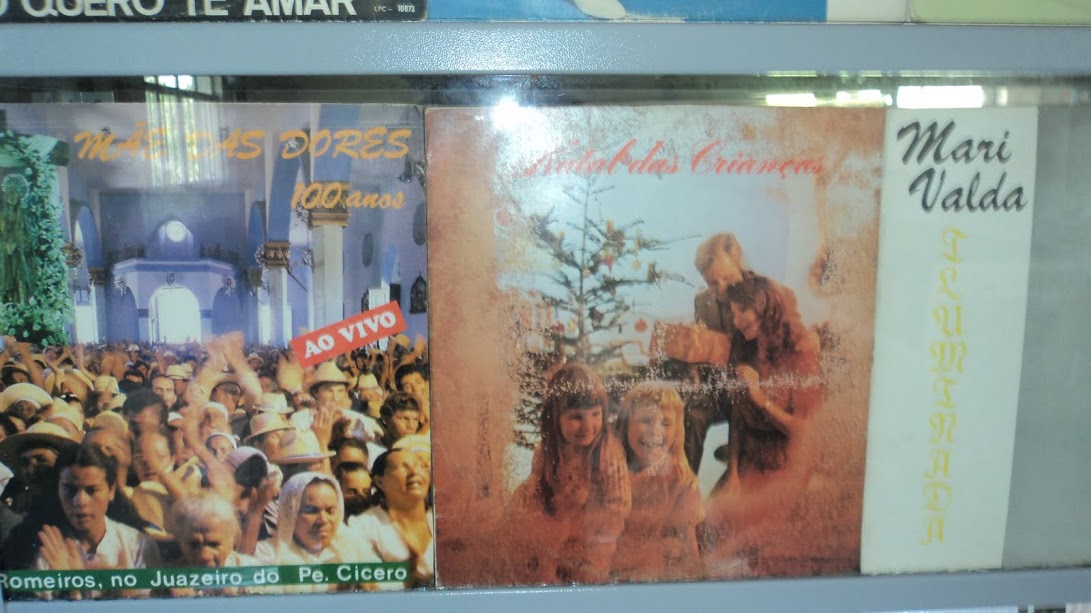 QUERO TE AMAR
LPC - 10073
MÃE DAS DORES
100 anos
AO VIVO
Romeiros, no Juazeiro do Pe. Cicero
Natal das Crianças
Mari
Valda
ILUMINADA